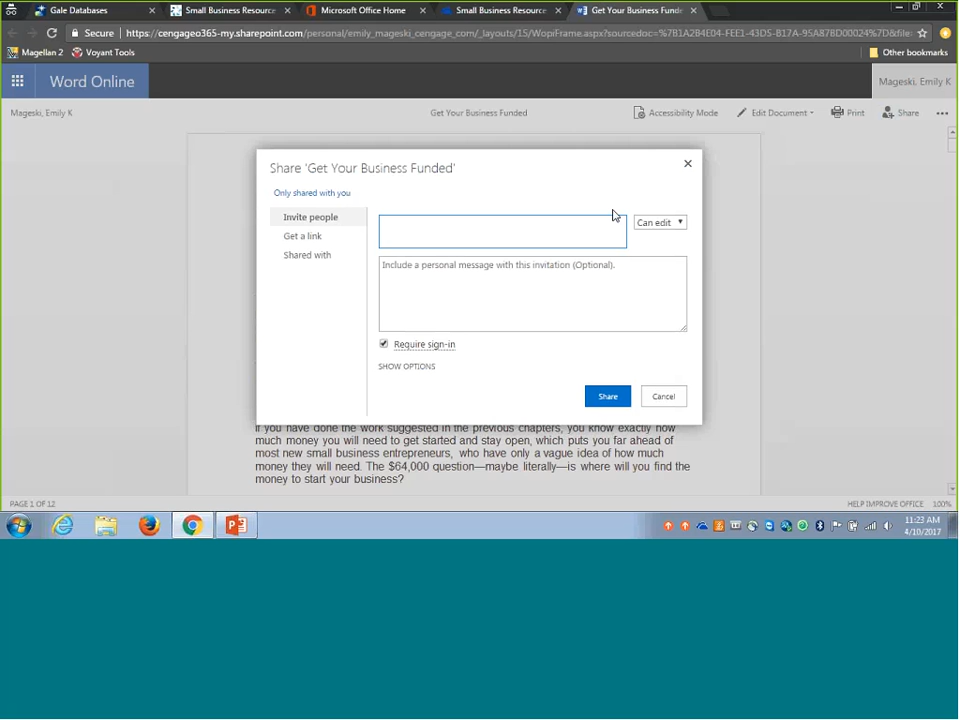 Gale Databases
Small Business Resource
Microsoft Office Home
Small Business Resource
Get Your Business Fund
Secure
https://cengageo365-my.sharepoint.com/personal/emily_mageski_cengage_com/_layouts/15/WopiFrame.aspx?sourcedoc=%7B1A2B4E04-FEE1-43D5-B17A-95A87BD00024%7D&file=
Magellan 2
Voyant Tools
Other bookmarks
Word Online
Mageski, Emily K
Mageski, Emily K
Get Your Business Funded
Accessibility Mode
Edit Document
Print
Share
Share 'Get Your Business Funded'
Only shared with you
Invite people
Can edit
Get a link
Shared with
Include a personal message with this invitation (Optional).
Require sign-in
SHOW OPTIONS
Share
Cancel
If you have done the work suggested in the previous chapters, you know exactly how
much money you will need to get started and stay open, which puts you far ahead of
most new small business entrepreneurs, who have only a vague idea of how much
money they will need. The $64,000 question—maybe literally—is where will you find the
money to start your business?
PAGE 1 OF 12
HELP IMPROVE OFFICE
100%
11:23 AM
4/10/2017